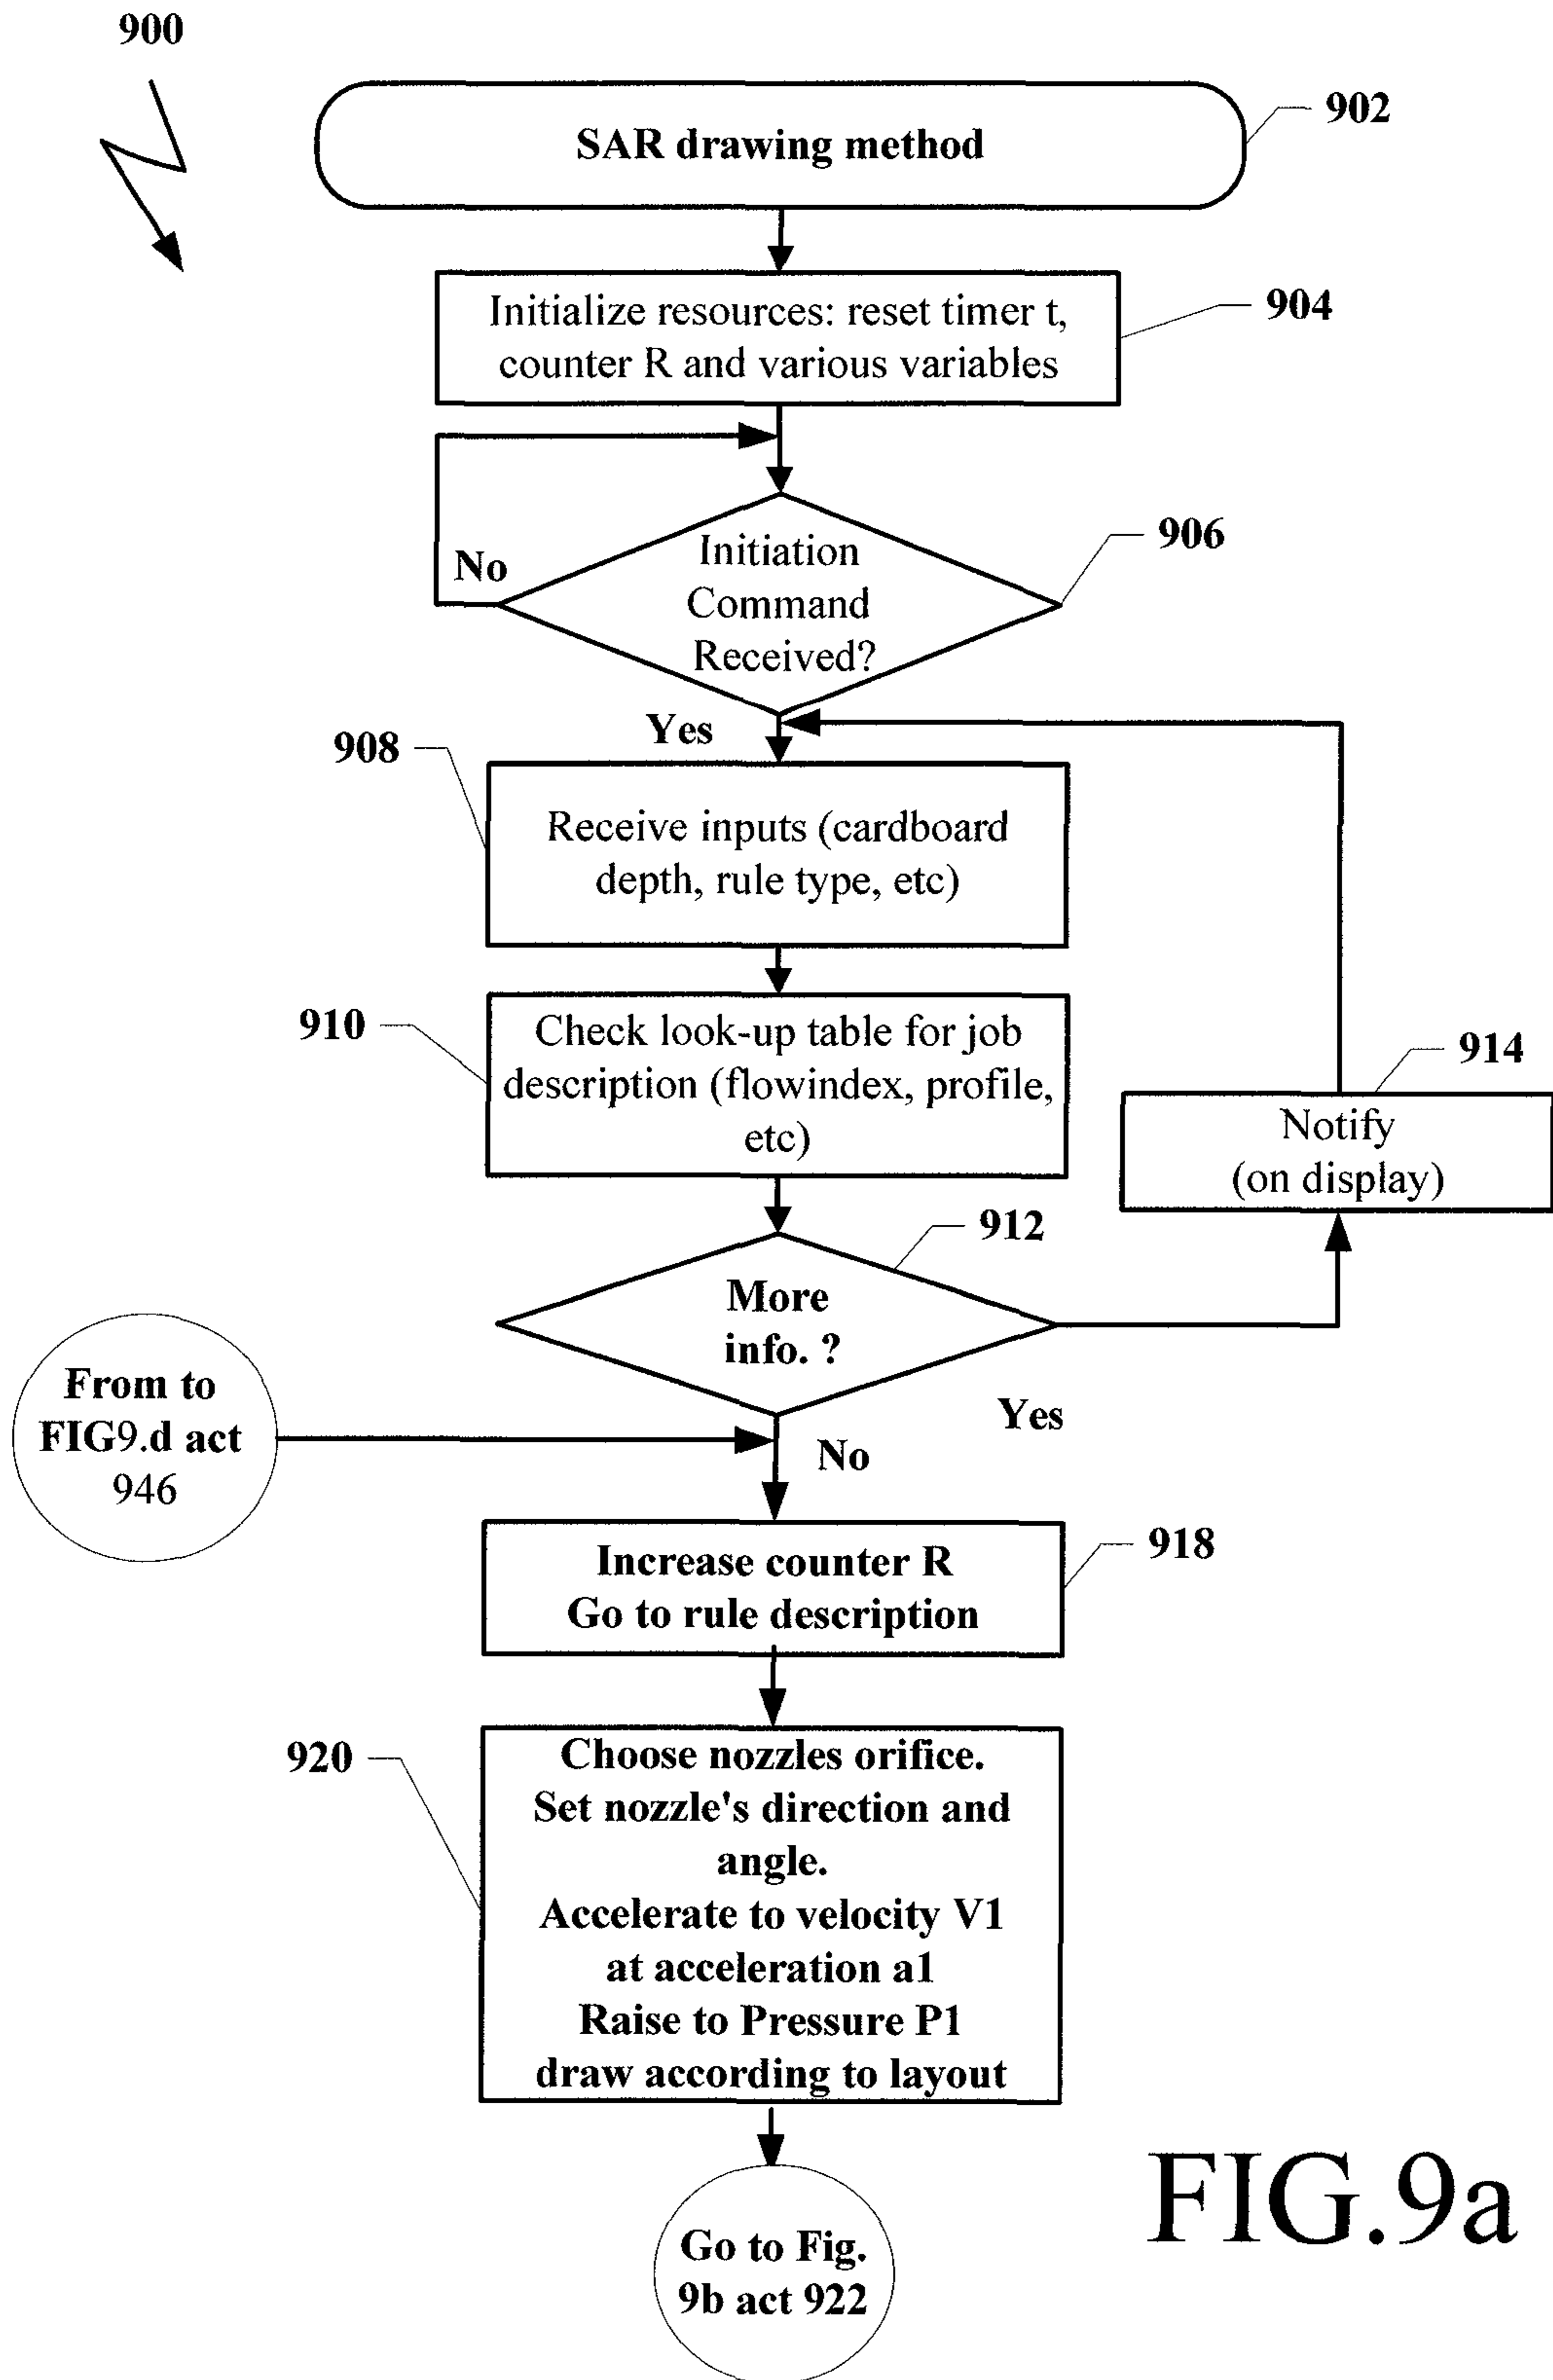 900
SAR drawing method
902
Initialize resources: reset timer t,
counter R and various variables
904
Initiation
Command
Received?
906
No
Yes
908
Receive inputs (cardboard
depth, rule type, etc)
910
Check look-up table for job
description (flowindex, profile,
etc)
914
Notify
(on display)
912
More
info. ?
From to
FIG9.d act
946
Yes
No
Increase counter R
Go to rule description
918
920
Choose nozzles orifice.
Set nozzle's direction and
angle.
Accelerate to velocity V1
at acceleration a1
Raise to Pressure P1
draw according to layout
Go to Fig.
9b act 922
FIG.9a